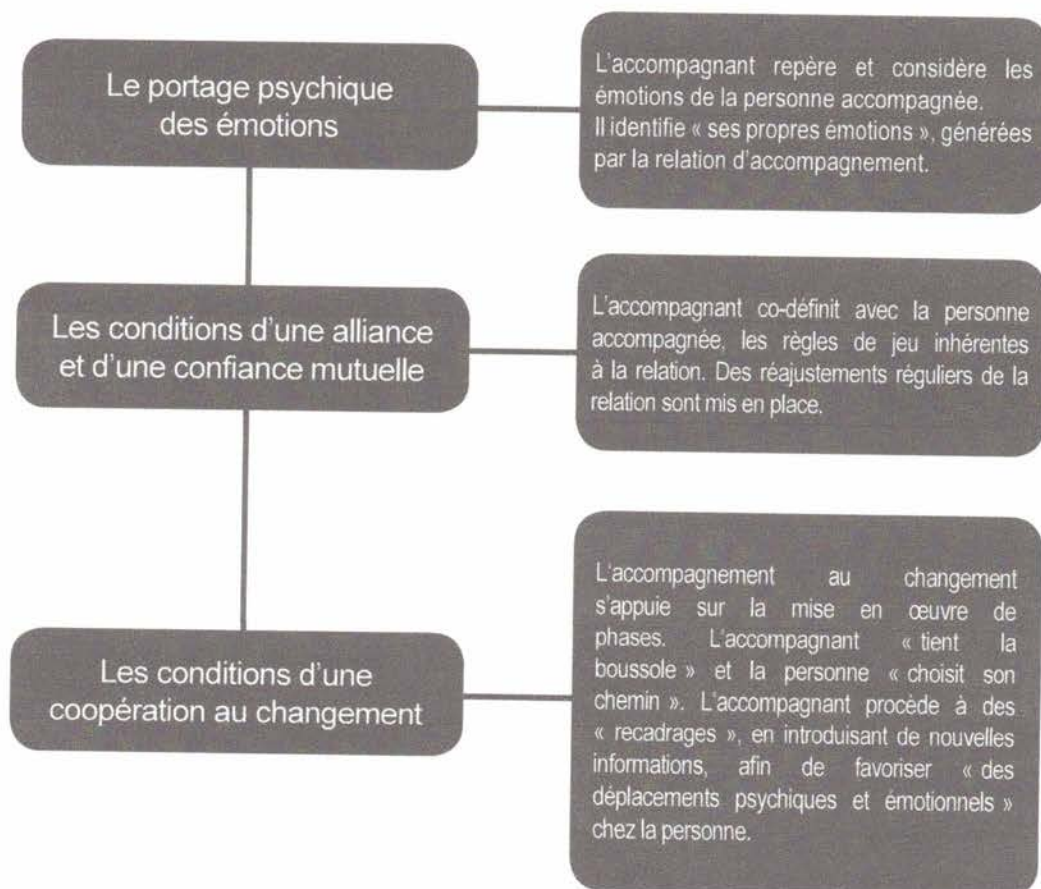 Le portage psychique
des émotions
L'accompagnant repère et considère les
émotions de la personne accompagnée.
Il identifie « ses propres émotions », générées
par la relation d'accompagnement.
Les conditions d'une alliance
et d'une confiance mutuelle
L'accompagnant co-définit avec la personne
accompagnée, les règles de jeu inhérentes
à la relation. Des réajustements réguliers de la
relation sont mis en place.
Les conditions d'une
coopération au changement
L'accompagnement au changement
s'appuie sur la mise en œuvre de
phases. L'accompagnant « tient la
boussole » et la personne « choisit son
chemin ». L'accompagnant procède à des
« recadrages », en introduisant de nouvelles
informations, afin de favoriser « des
déplacements psychiques et émotionnels »
chez la personne.